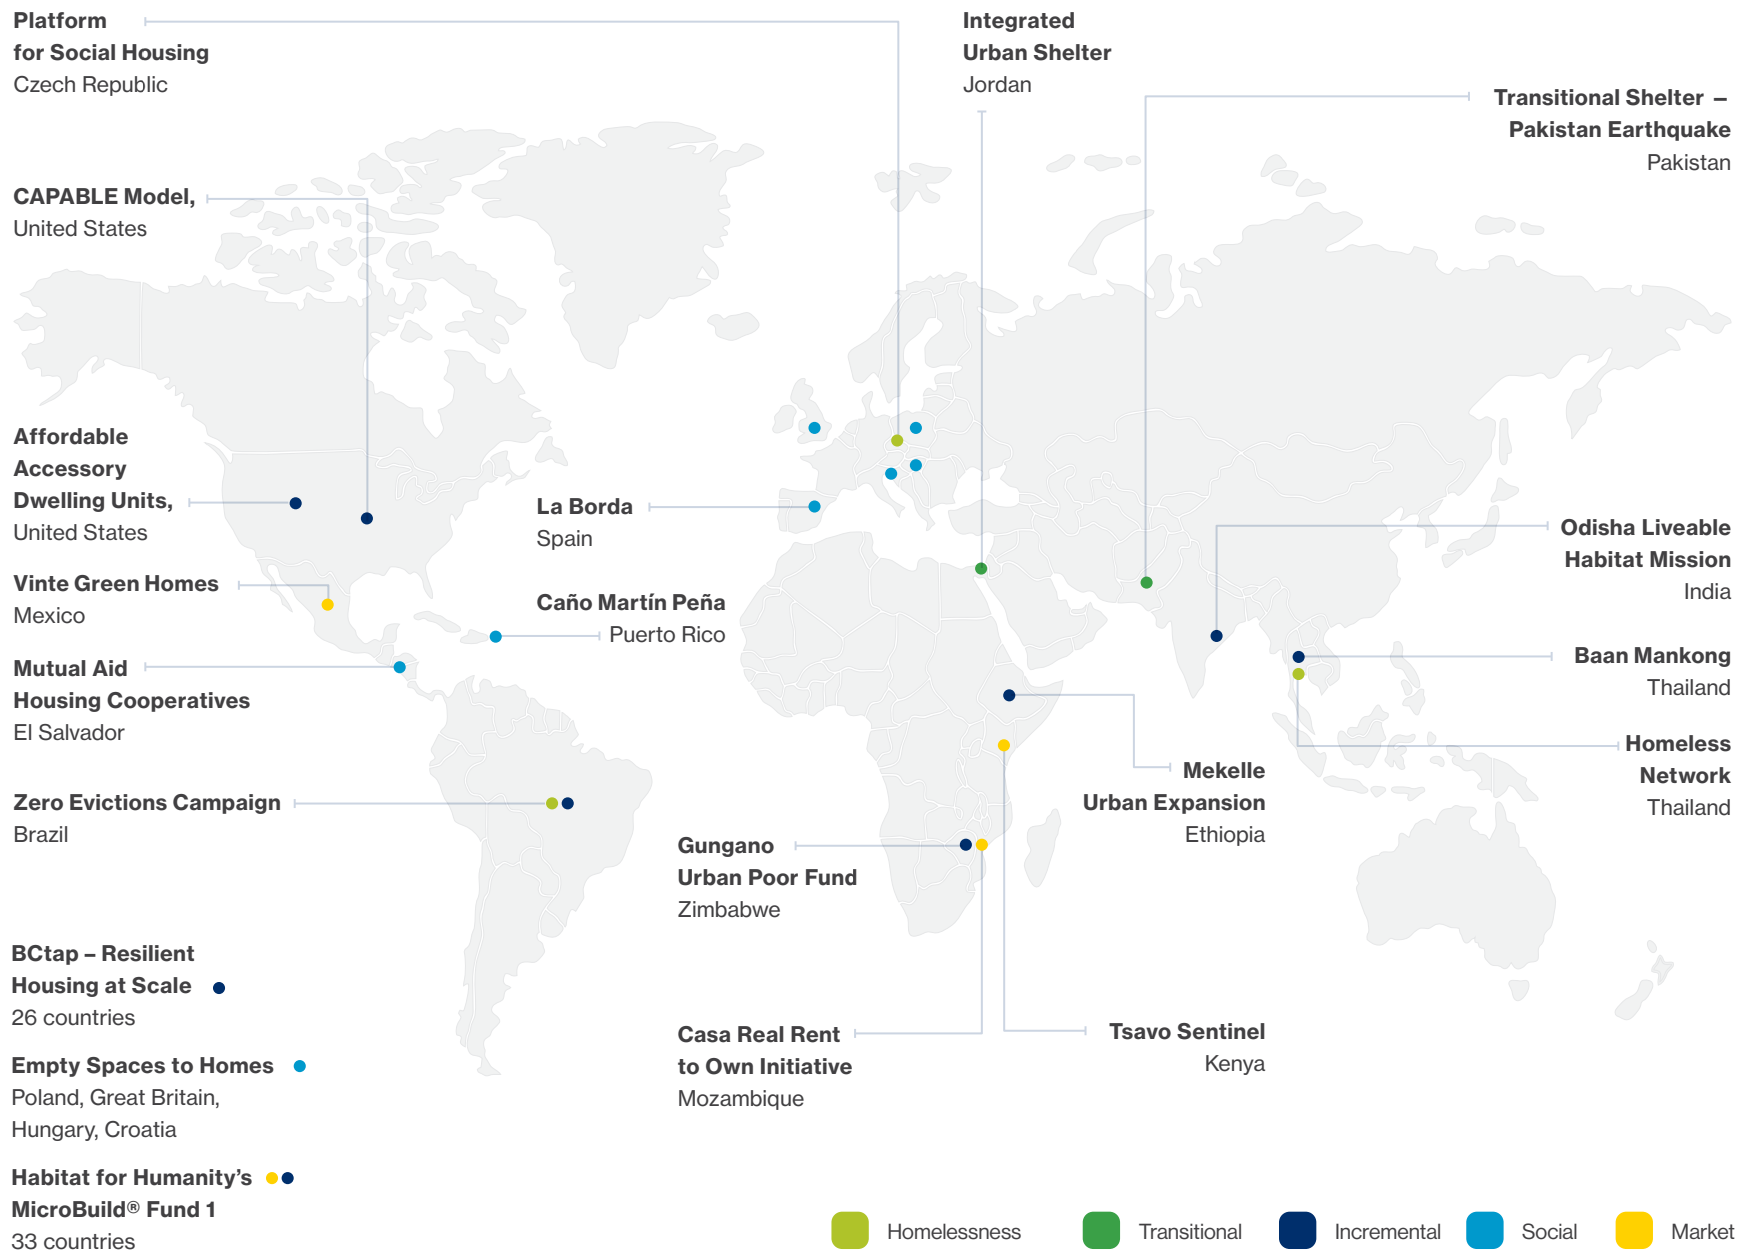 Platform
for Social Housing
Czech Republic
Integrated
Urban Shelter
Jordan
Transitional Shelter –
Pakistan Earthquake
Pakistan
CAPABLE Model,
United States
Affordable
Accessory
Dwelling Units,
United States
La Borda
Spain
Odisha Liveable
Habitat Mission
India
Vinte Green Homes
Mexico
Caño Martín Peña
Puerto Rico
Mutual Aid
Housing Cooperatives
El Salvador
Baan Mankong
Thailand
Homeless
Network
Thailand
Mekelle
Urban Expansion
Ethiopia
Zero Evictions Campaign
Brazil
Gungano
Urban Poor Fund
Zimbabwe
BCtap – Resilient
Housing at Scale
26 countries
Casa Real Rent
to Own Initiative
Mozambique
Tsavo Sentinel
Kenya
Empty Spaces to Homes
Poland, Great Britain,
Hungary, Croatia
Habitat for Humanity’s
MicroBuild® Fund 1
33 countries
Homelessness
Transitional
Incremental
Social
Market